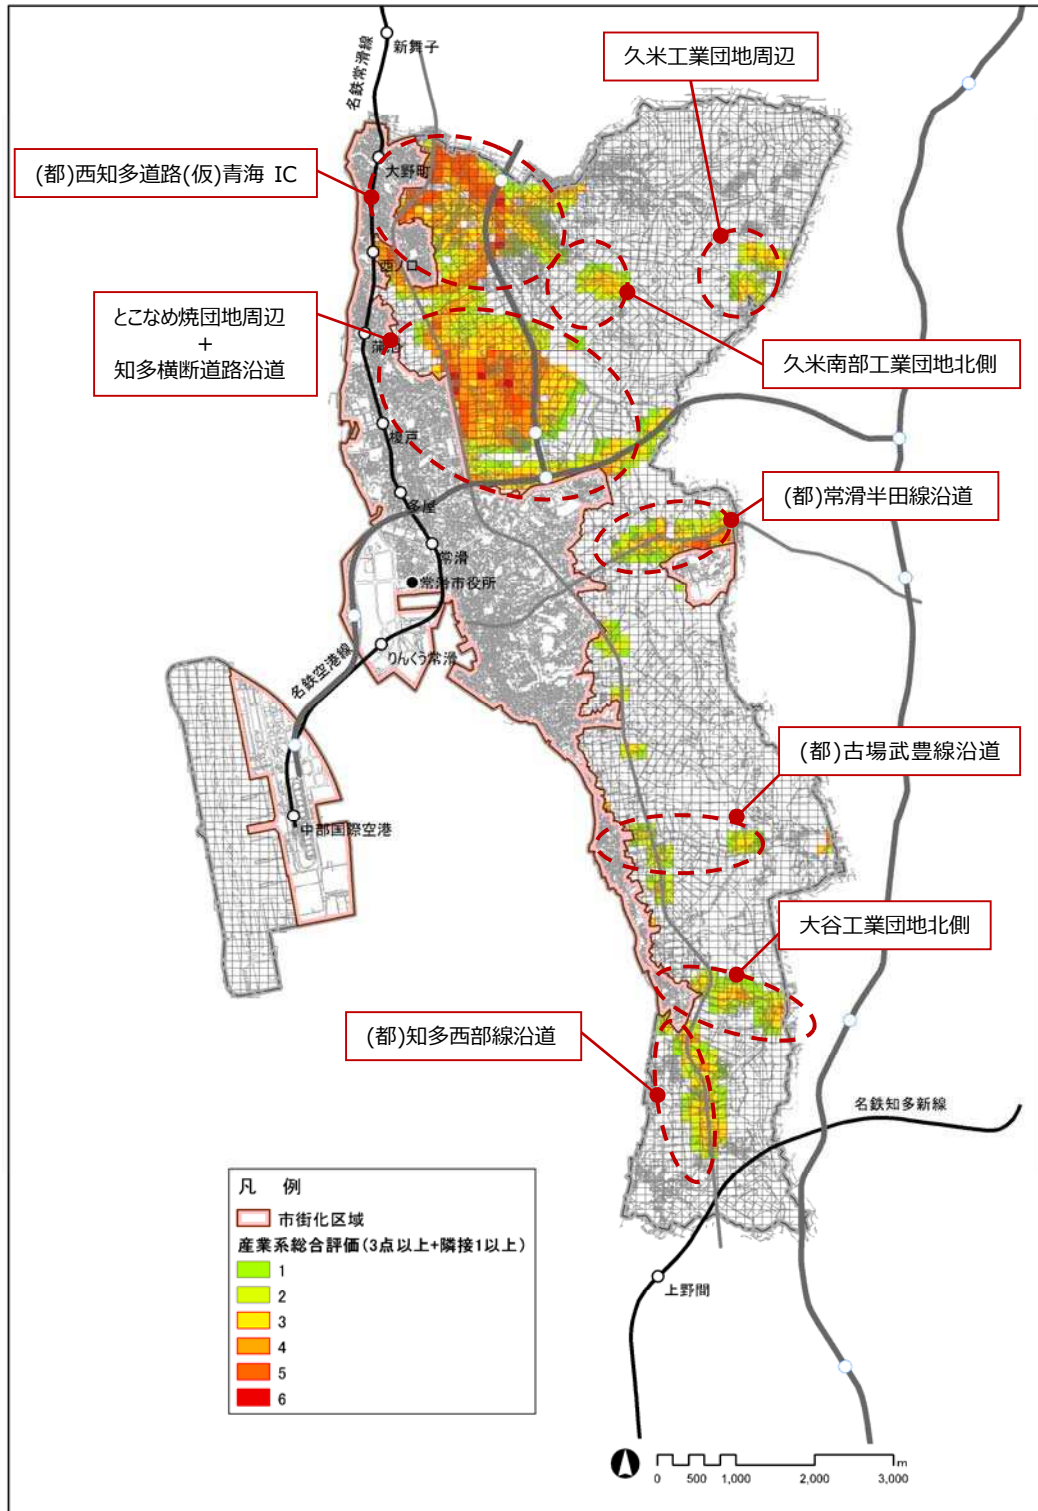 新舞子
名鉄常滑線
久米工業団地周辺
(都)西知多道路(仮)青海 IC
大野町
西ノ口
とこなめ焼団地周辺
+
知多横断道路沿道
蒲池
久米南部工業団地北側
榎戸
(都)常滑半田線沿道
多屋
常滑
常滑市役所
りんくう常滑
名鉄空港線
(都)古場武豊線沿道
中部国際空港
大谷工業団地北側
(都)知多西部線沿道
名鉄知多新線
凡 例
市街化区域
産業系総合評価(3点以上+隣接1以上)
1
2
3
4
5
6
上野間
m
0 500 1,000 2,000 3,000